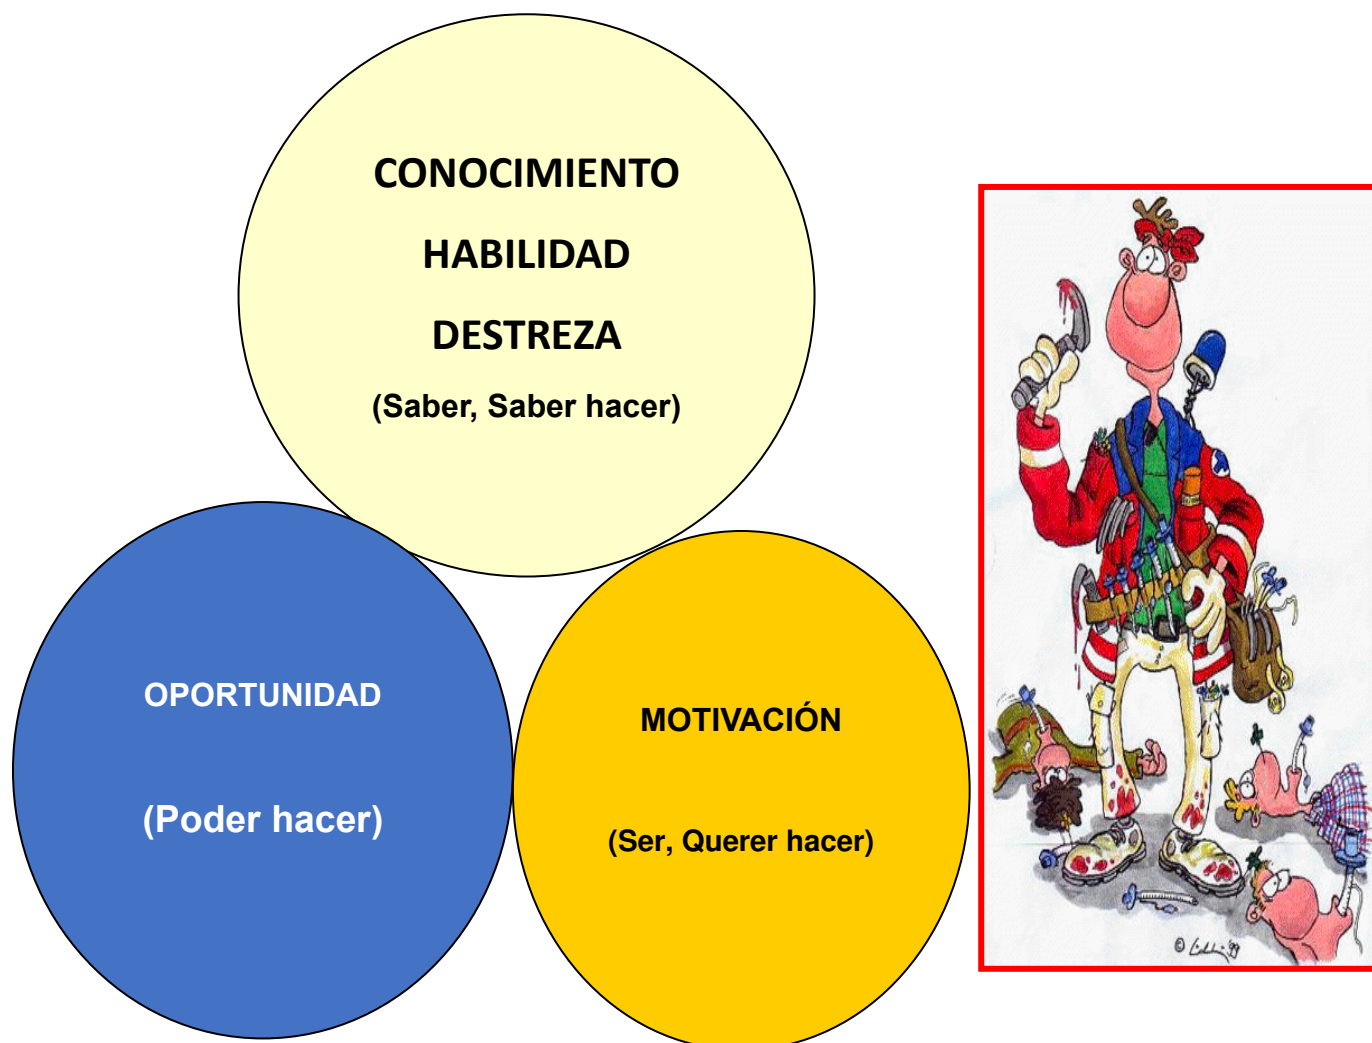 CONOCIMIENTO
HABILIDAD
DESTREZA
(Saber, Saber hacer)
OPORTUNIDAD
(Poder hacer)
MOTIVACIÓN
(Ser, Querer hacer)